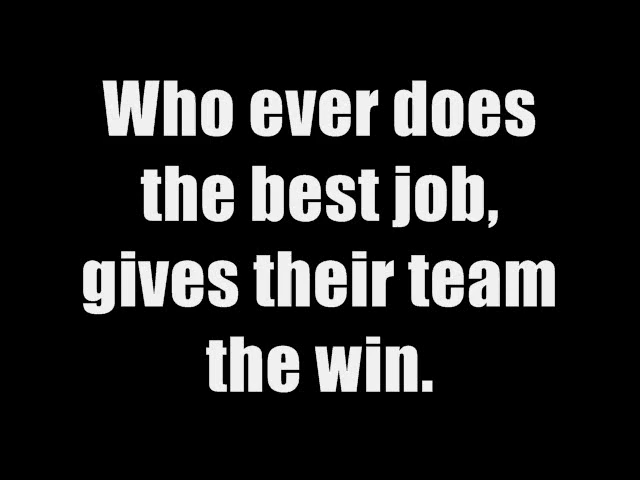 Who ever does
the best job,
gives their team
the win.